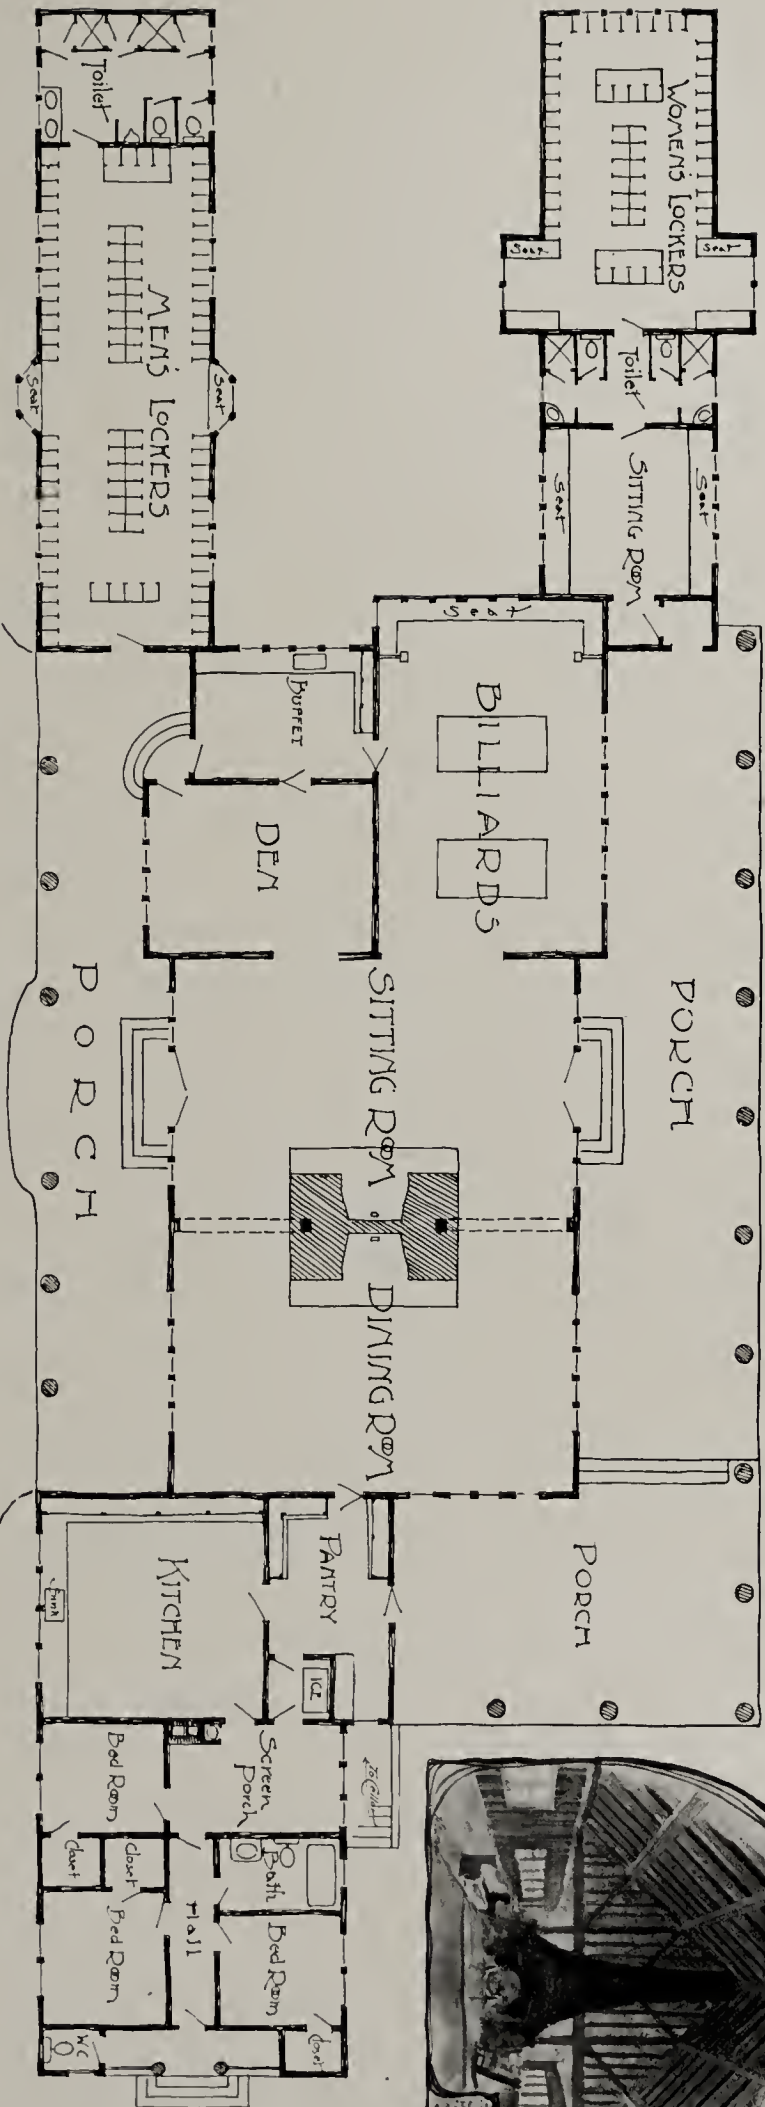 Toilet
MEN'S LOCKERS
Seat
Seat
WOMEN'S LOCKERS
Seat
Seat
Toilet
SITTING ROOM
Seat
Seat
Seat
BILLIARDS
BUFFET
DEN
PORCH
PORCH
SITTING ROOM
DINING ROOM
PORCH
PANTRY
KITCHEN
ICE
Screen
Porch
To Cellar
Bed Room
Closet
Closet
Bath
Hall
Bed Room
Bed Room
Closet
WC